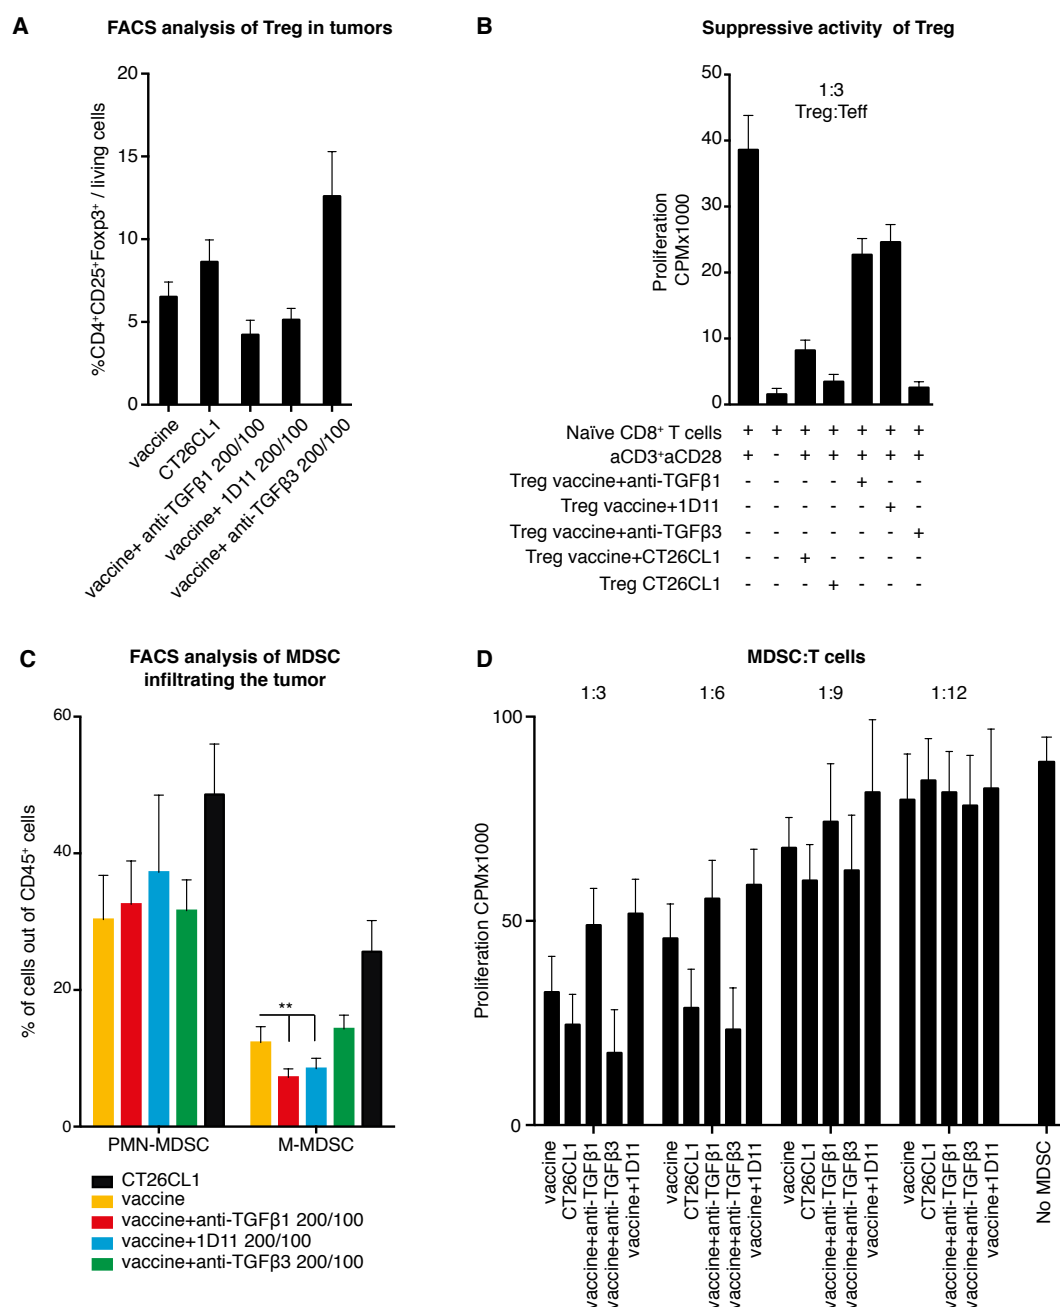 A
FACS analysis of Treg in tumors
%CD4+CD25+Foxp3+ / living cells
20
15
10
5
0
vaccine
CT26CL1
vaccine+ anti-TGFβ1 200/100
vaccine+ 1D11 200/100
vaccine+ anti-TGFβ3 200/100
B
Suppressive activity of Treg
1:3
Treg:Teff
Proliferation
CPMx1000
50
40
30
20
10
0
Naïve CD8+ T cells + + + + + + +
aCD3+aCD28 + - + + + + +
Treg vaccine+anti-TGFβ1 - - - - + - -
Treg vaccine+1D11 - - - - - + -
Treg vaccine+anti-TGFβ3 - - - - - - +
Treg vaccine+CT26CL1 - - + - - - -
Treg CT26CL1 - - - + - - -
C
FACS analysis of MDSC
infiltrating the tumor
% of cells out of CD45+ cells
60
40
20
0
**
PMN-MDSC
M-MDSC
CT26CL1
vaccine
vaccine+anti-TGFβ1 200/100
vaccine+1D11 200/100
vaccine+anti-TGFβ3 200/100
D
MDSC:T cells
1:3
1:6
1:9
1:12
Proliferation CPMx1000
100
50
0
vaccine
CT26CL1
vaccine+anti-TGFβ1
vaccine+anti-TGFβ3
vaccine+1D11
vaccine
CT26CL1
vaccine+anti-TGFβ1
vaccine+anti-TGFβ3
vaccine+1D11
vaccine
CT26CL1
vaccine+anti-TGFβ1
vaccine+anti-TGFβ3
vaccine+1D11
vaccine
CT26CL1
vaccine+anti-TGFβ1
vaccine+anti-TGFβ3
vaccine+1D11
No MDSC